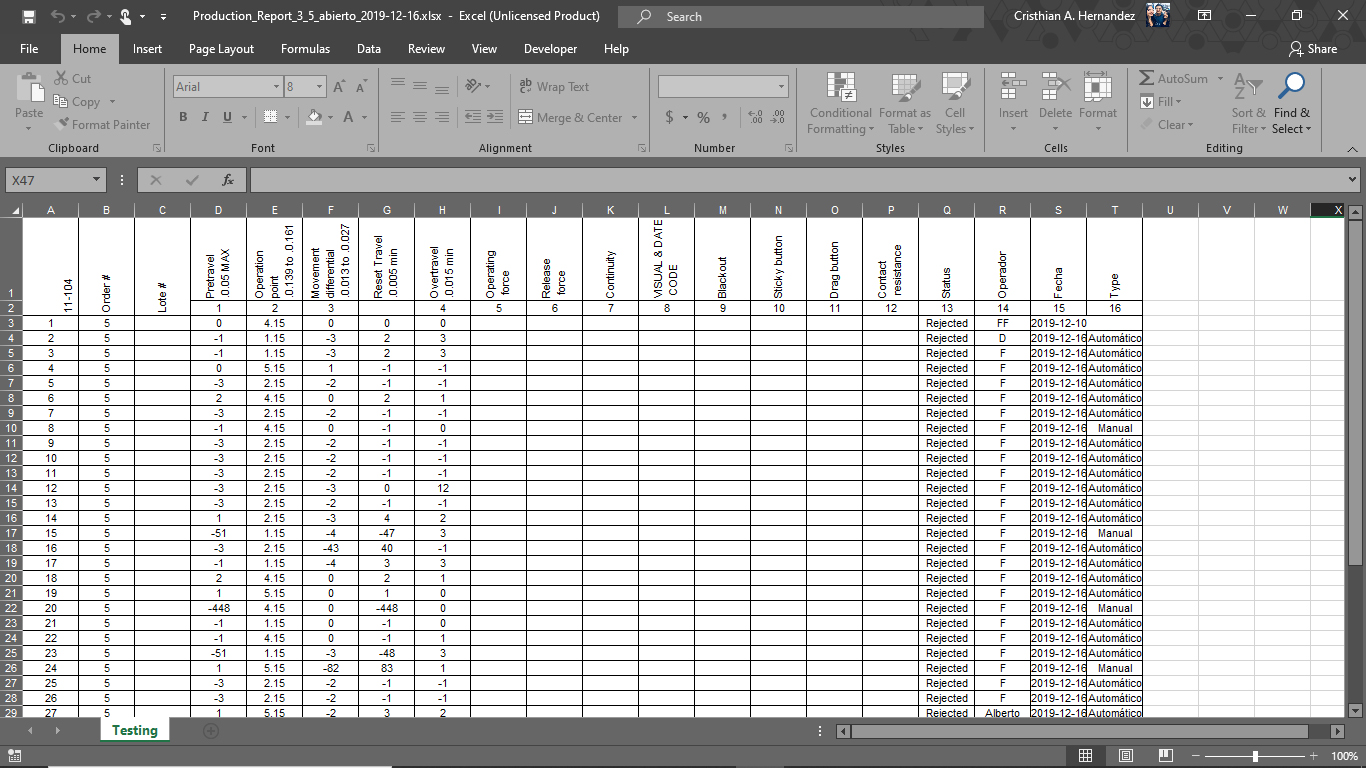 Production_Report_3_5_abierto_2019-12-16.xlsx - Excel (Unlicensed Product) Search Cristhian A. Hernandez
File Home Insert Page Layout Formulas Data Review View Developer Help Share
Cut
Copy
Format Painter
Paste
Clipboard
Arial 8
B I U A
Font
Wrap Text
Merge & Center
Alignment
$ % ,
Number
Conditional Formatting
Format as Table
Cell Styles
Styles
Insert Delete Format
Cells
AutoSum
Fill
Clear
Sort & Filter
Find & Select
Editing
X47 fx
A B C D E F G H I J K L M N O P Q R S T U V W X
1 11-104 Order # Lote # Pretravel .0.05 MAX Operation point .0.139 to .0.161 Movement differential .0.013 to .0.027 Reset Travel .0.005 min Overtravel .0.015 min Operating force Release force Continuity VISUAL & DATE CODE Blackout Sticky button Drag button Contact resistance Status Operador Fecha Type
2 1 2 3 4 5 6 7 8 9 10 11 12 13 14 15 16
3 1 5 0 4.15 0 0 0 Rejected FF 2019-12-10
4 2 5 -1 1.15 -3 2 3 Rejected D 2019-12-16 Automático
5 3 5 -1 1.15 -3 2 3 Rejected F 2019-12-16 Automático
6 4 5 0 5.15 1 -1 -1 Rejected F 2019-12-16 Automático
7 5 5 -3 2.15 -2 -1 -1 Rejected F 2019-12-16 Automático
8 6 5 2 4.15 0 2 1 Rejected F 2019-12-16 Automático
9 7 5 -3 2.15 -2 -1 -1 Rejected F 2019-12-16 Automático
10 8 5 -1 4.15 0 -1 0 Rejected F 2019-12-16 Manual
11 9 5 -3 2.15 -2 -1 -1 Rejected F 2019-12-16 Automático
12 10 5 -3 2.15 -2 -1 -1 Rejected F 2019-12-16 Automático
13 11 5 -3 2.15 -2 -1 -1 Rejected F 2019-12-16 Automático
14 12 5 -3 2.15 -3 0 12 Rejected F 2019-12-16 Automático
15 13 5 -3 2.15 -2 -1 -1 Rejected F 2019-12-16 Automático
16 14 5 1 2.15 -3 4 2 Rejected F 2019-12-16 Automático
17 15 5 -51 1.15 -4 -47 3 Rejected F 2019-12-16 Manual
18 16 5 -3 2.15 -43 40 -1 Rejected F 2019-12-16 Automático
19 17 5 -1 1.15 -4 3 3 Rejected F 2019-12-16 Automático
20 18 5 2 4.15 0 2 1 Rejected F 2019-12-16 Automático
21 19 5 1 5.15 0 1 0 Rejected F 2019-12-16 Automático
22 20 5 -448 4.15 0 -448 0 Rejected F 2019-12-16 Manual
23 21 5 -1 1.15 0 -1 0 Rejected F 2019-12-16 Automático
24 22 5 -1 4.15 0 -1 1 Rejected F 2019-12-16 Automático
25 23 5 -51 1.15 -3 -48 3 Rejected F 2019-12-16 Automático
26 24 5 1 5.15 -82 83 1 Rejected F 2019-12-16 Manual
27 25 5 -3 2.15 -2 -1 -1 Rejected F 2019-12-16 Automático
28 26 5 -3 2.15 -2 -1 -1 Rejected F 2019-12-16 Automático
29 27 5 1 5.15 -2 3 2 Rejected Alberto 2019-12-16 Automático
Testing
100%